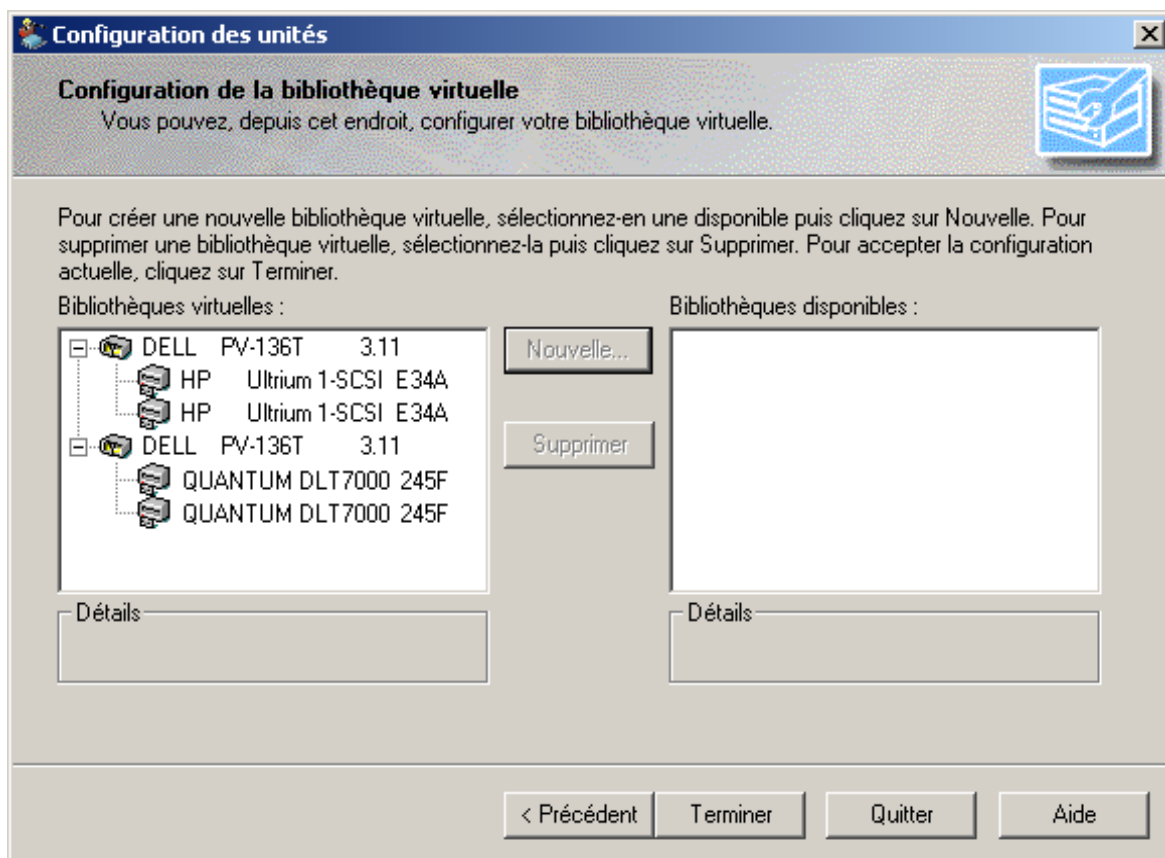 Configuration des unités
Configuration de la bibliothèque virtuelle
Vous pouvez, depuis cet endroit, configurer votre bibliothèque virtuelle.
Pour créer une nouvelle bibliothèque virtuelle, sélectionnez-en une disponible puis cliquez sur Nouvelle. Pour
supprimer une bibliothèque virtuelle, sélectionnez-la puis cliquez sur Supprimer. Pour accepter la configuration
actuelle, cliquez sur Terminer.
Bibliothèques virtuelles :
DELL PV-136T 3.11
HP Ultrium 1-SCSI E34A
HP Ultrium 1-SCSI E34A
DELL PV-136T 3.11
QUANTUM DLT7000 245F
QUANTUM DLT7000 245F
Détails
Nouvelle...
Supprimer
Bibliothèques disponibles :
Détails
< Précédent
Terminer
Quitter
Aide